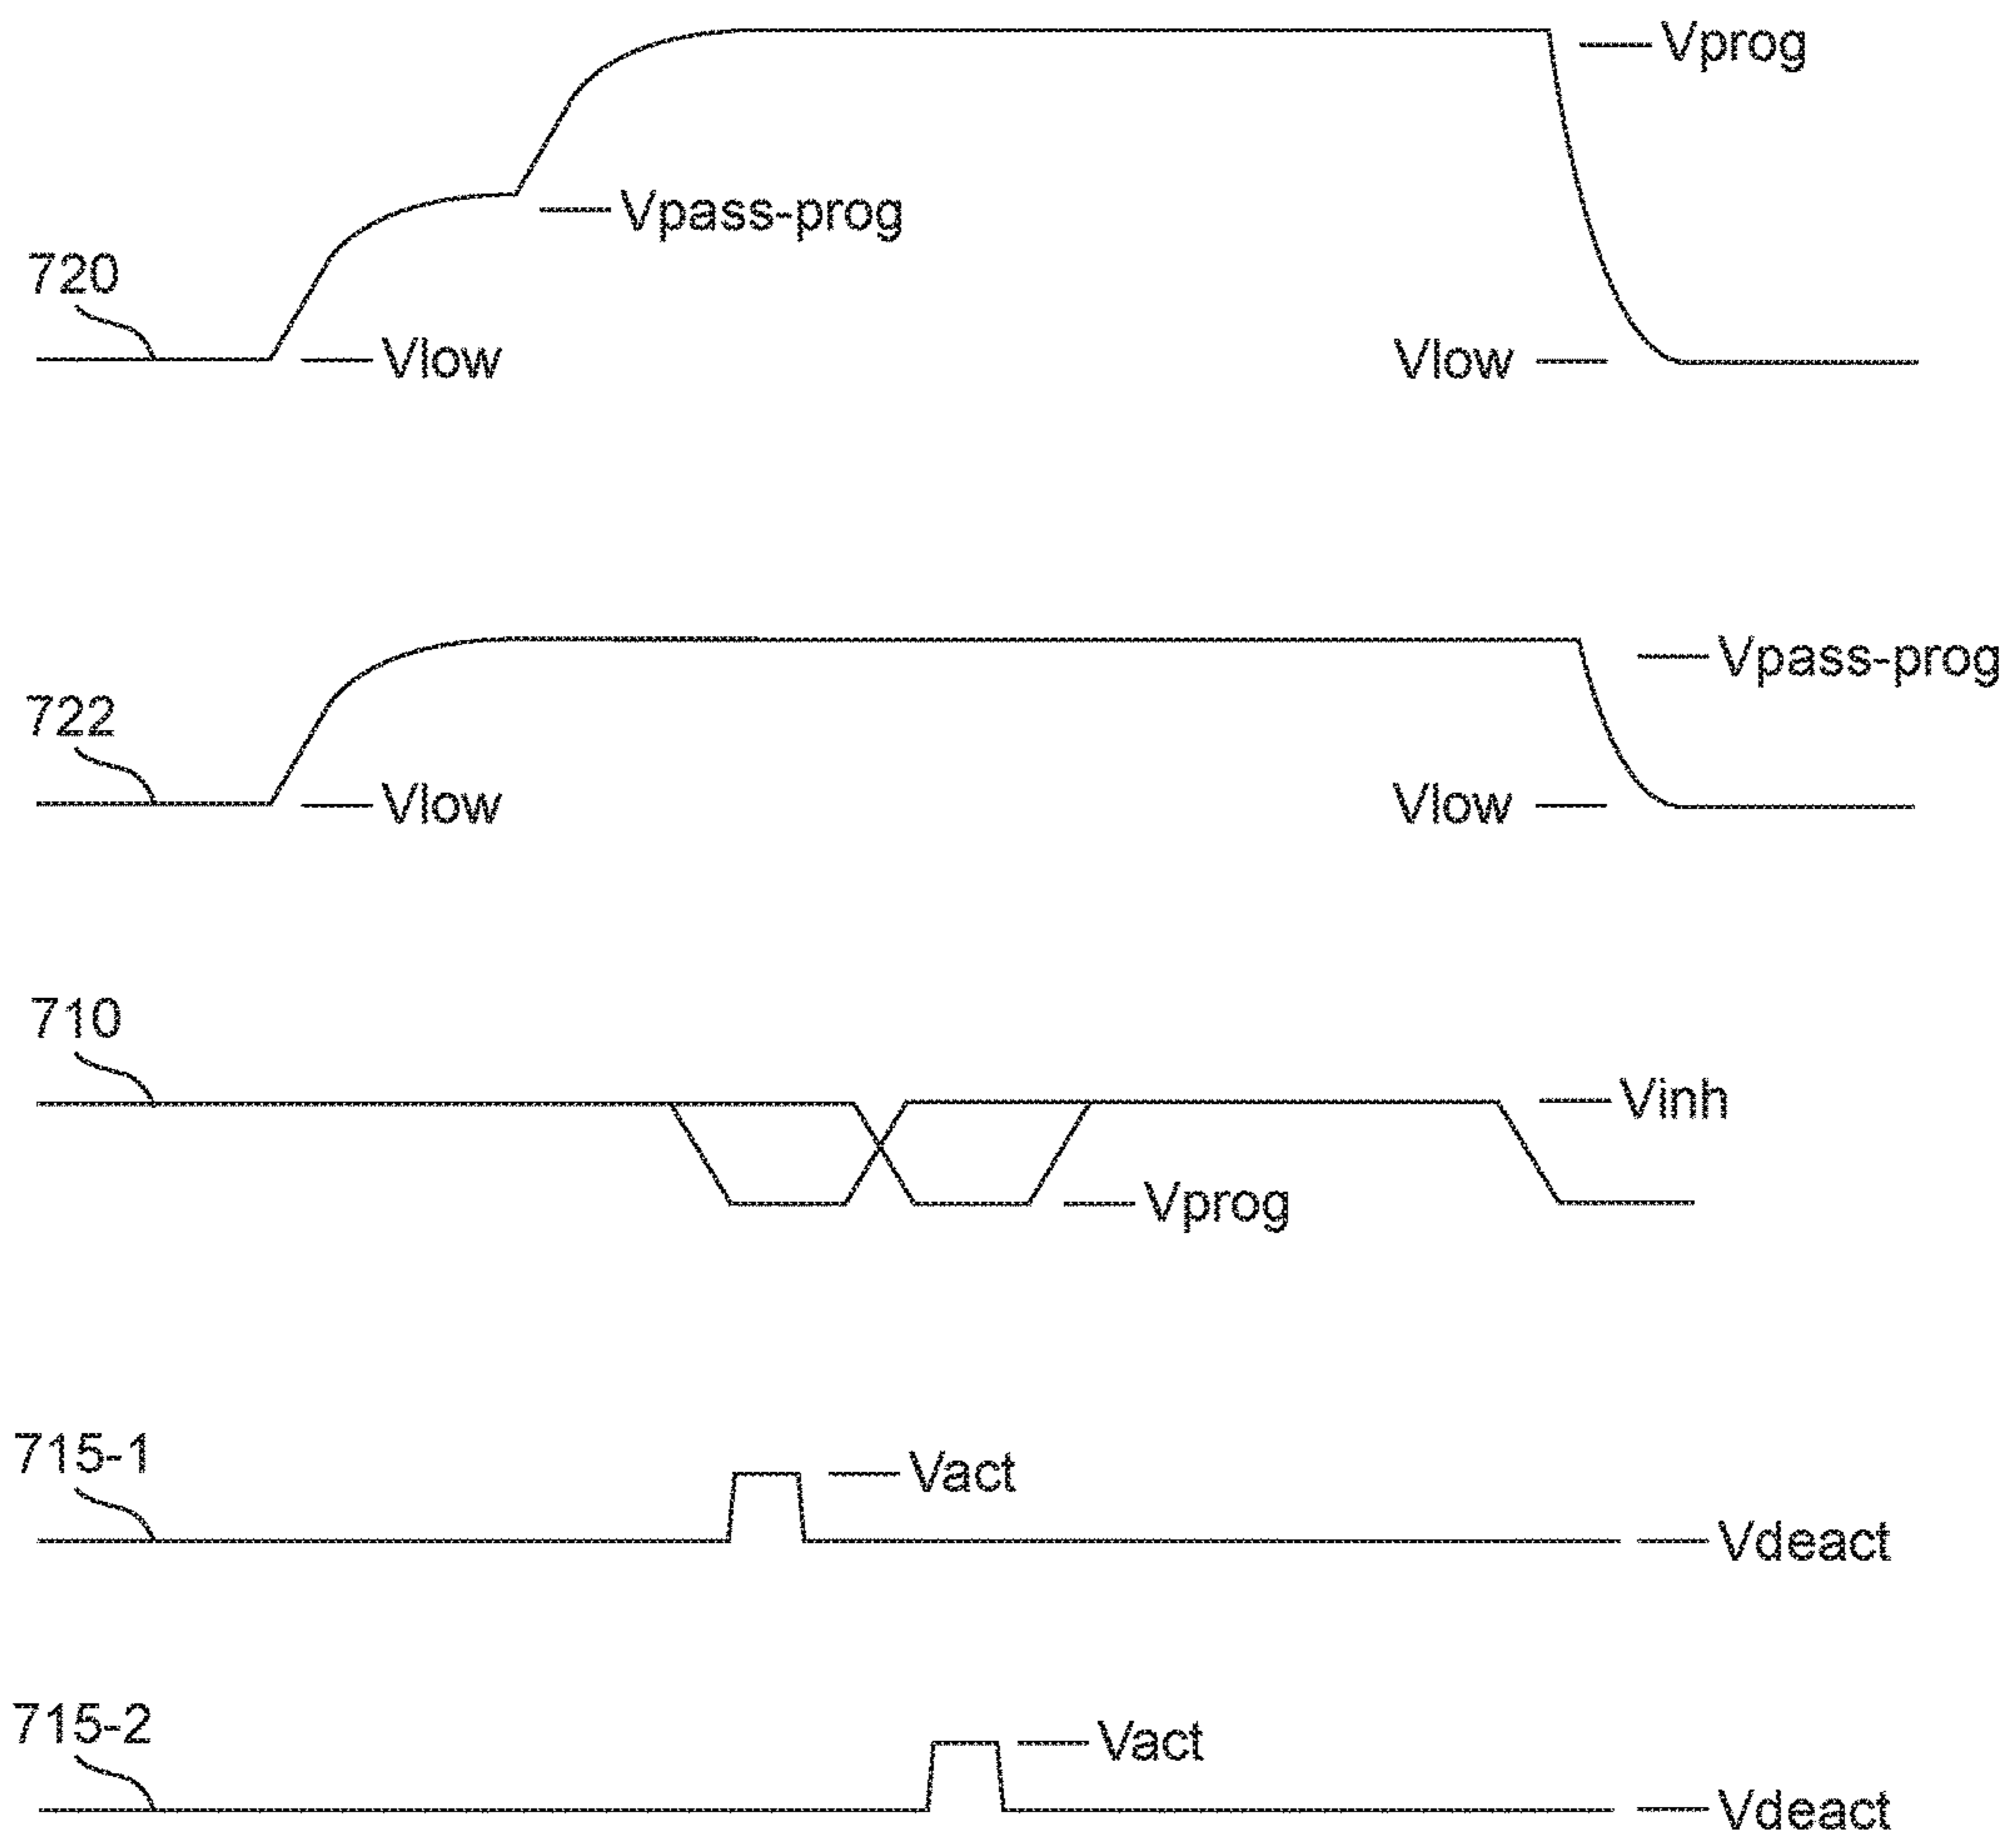 Vprog
Vpass-prog
720
Vlow
Vlow
Vpass-prog
722
Vlow
Vlow
710
Vinh
Vprog
715-1
Vact
Vdeact
715-2
Vact
Vdeact